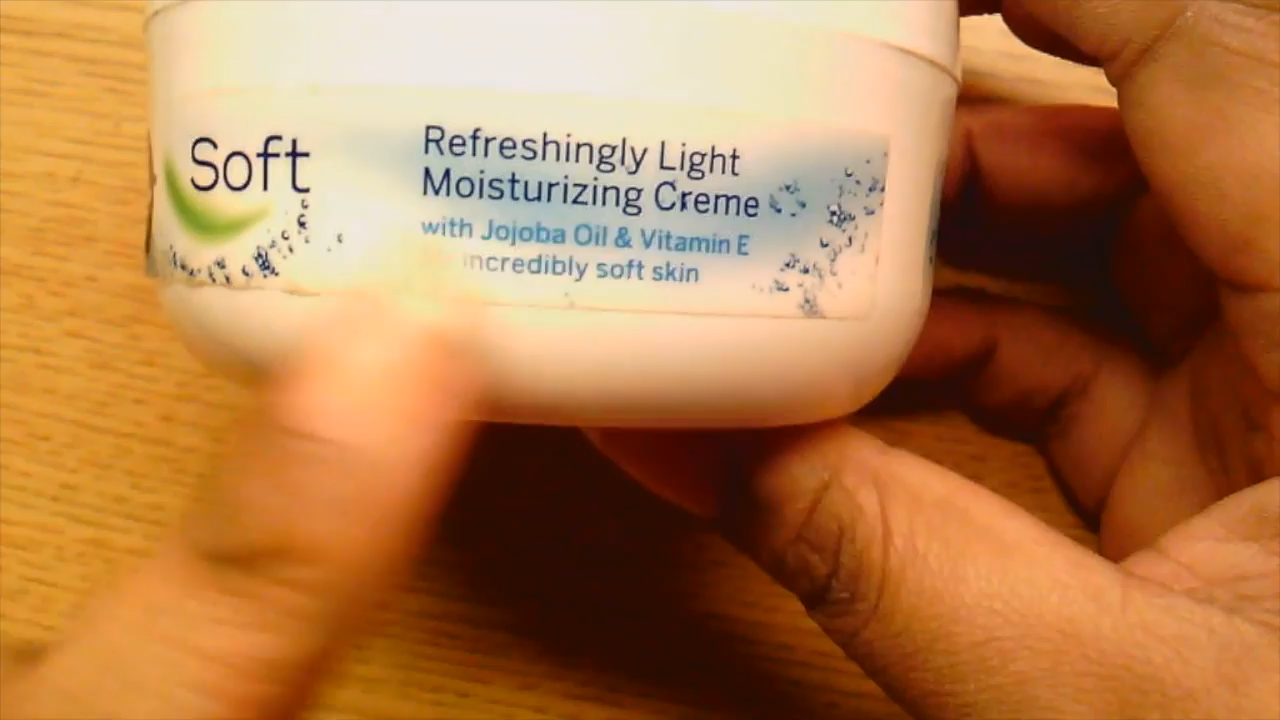 Soft
Refreshingly Light
Moisturizing Creme
with Jojoba Oil & Vitamin E
incredibly soft skin